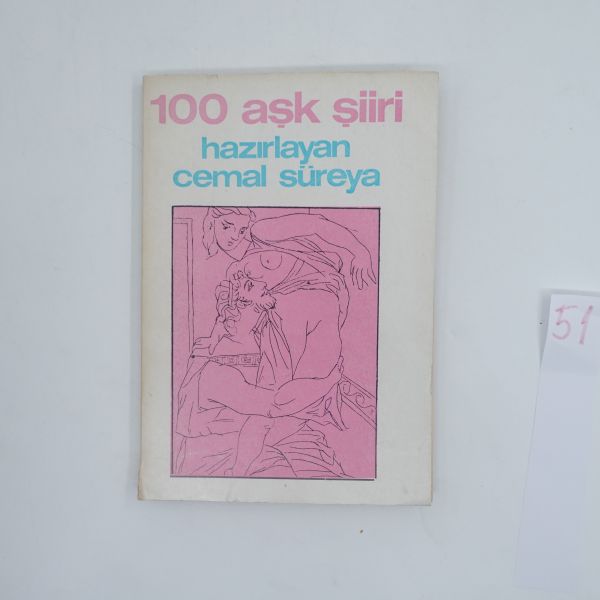 100 aşk şiiri
hazırlayan
cemal süreya
51